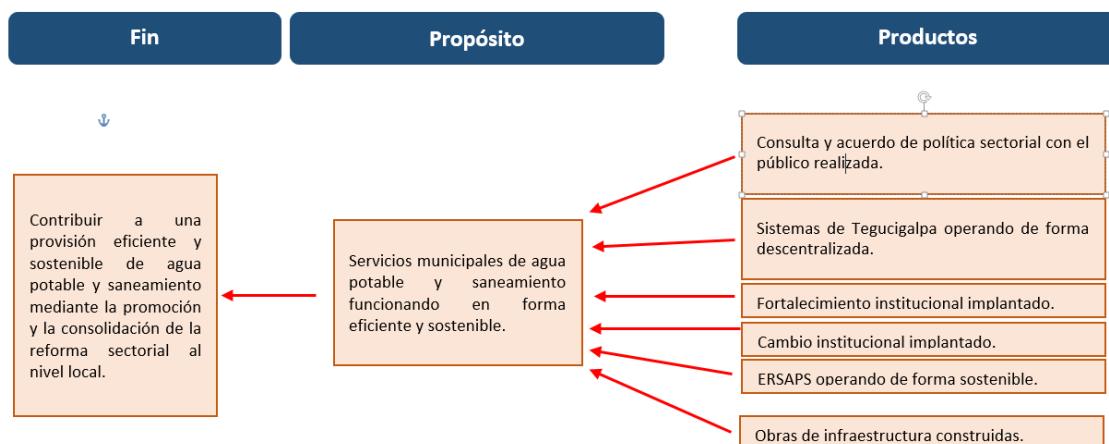 Fin
Propósito
Productos
Contribuir a una
provisión eficiente y
sostenible de agua
potable y saneamiento
mediante la promoción
y la consolidación de la
reforma sectorial al
nivel local.
Servicios municipales de agua
potable y saneamiento
funcionando en forma
eficiente y sostenible.
Consulta y acuerdo de política sectorial con el
público realizada.
Sistemas de Tegucigalpa operando de forma
descentralizada.
Fortalecimiento institucional implantado.
Cambio institucional implantado.
ERSAPS operando de forma sostenible.
Obras de infraestructura construidas.